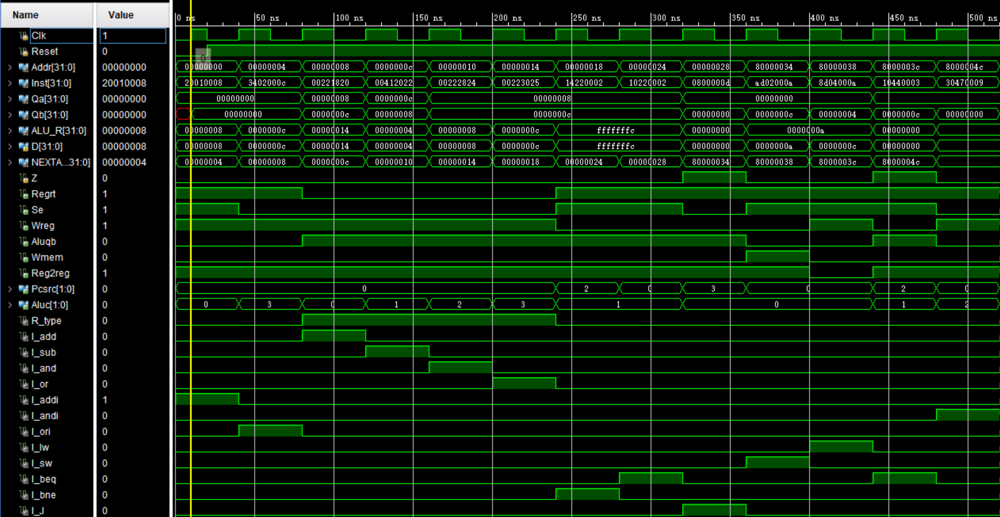 Name Value 0 ns 50 ns 100 ns 150 ns 200 ns 250 ns 300 ns 350 ns 400 ns 450 ns 500 ns
Clk 1
Reset 0 0
Addr[31:0] 00000000 00000000 00000004 00000008 0000000c 00000010 00000014 00000018 00000024 00000028 80000034 80000038 8000003c 8000004c
Inst[31:0] 20010008 20010008 3402000c 00221820 00412022 00222824 00223025 14220002 10220002 0800000d ad02000a 8d04000a 10440003 30470009
Qa[31:0] 00000000 00000000 00000008 0000000c 00000008 00000000
Qb[31:0] 00000000 00000000 0000000c 00000008 0000000c 00000000 0000000c 00000004 0000000c 00000000
ALU_R[31:0] 00000008 00000008 0000000c 00000014 00000004 00000008 0000000c fffffffc 00000000 0000000a 00000000
D[31:0] 00000008 00000008 0000000c 00000014 00000004 00000008 0000000c fffffffc 00000000 0000000a 0000000c 00000000
NEXTA...31:0] 00000004 00000004 00000008 0000000c 00000010 00000014 00000018 00000024 00000028 80000034 80000038 8000003c 8000004c
Z 0
Regrt 1
Se 1
Wreg 1
Aluqb 0
Wmem 0
Reg2reg 1
Pcsrc[1:0] 0 0 2 0 3 0 2 0
Aluc[1:0] 0 0 3 0 1 2 3 1 0 1 2
R_type 0
I_add 0
I_sub 0
I_and 0
I_or 0
I_addi 1
I_andi 0
I_ori 0
I_lw 0
I_sw 0
I_beq 0
I_bne 0
I_J 0